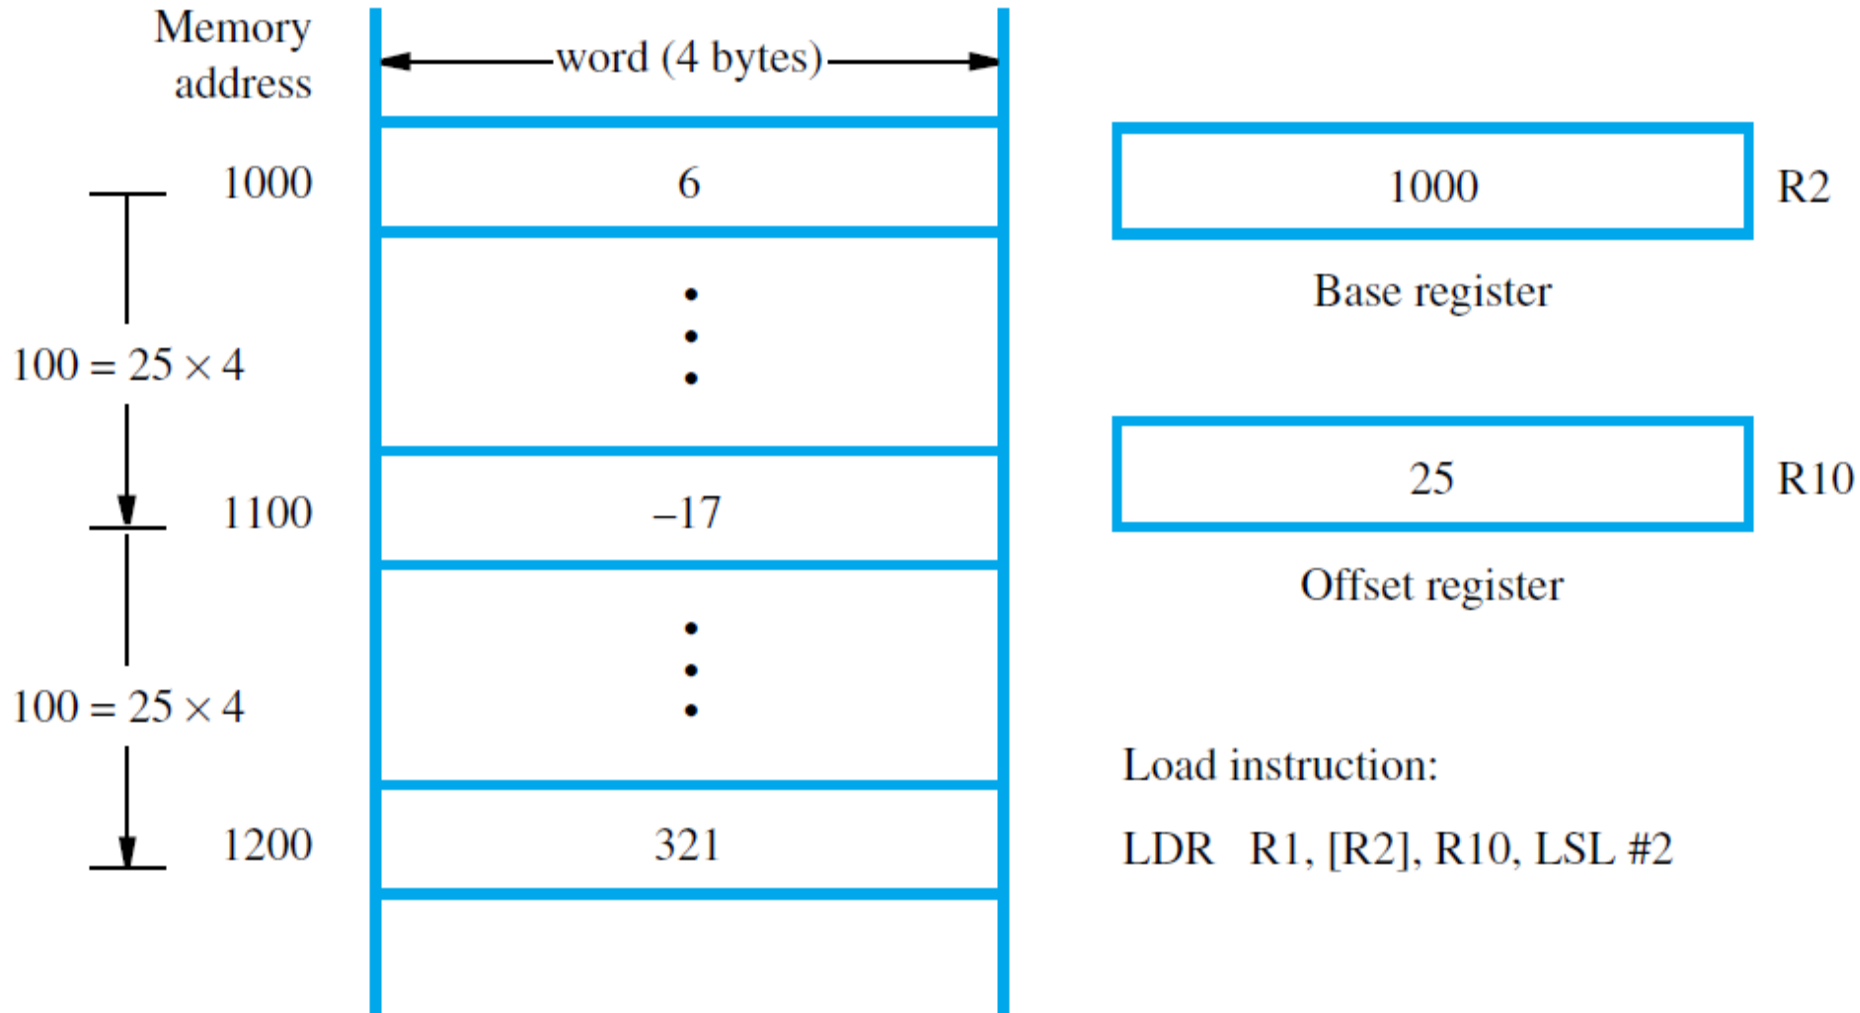 Memory
address
word (4 bytes)
1000
6
1000
R2
Base register
100 = 25 × 4
25
R10
1100
–17
Offset register
100 = 25 × 4
Load instruction:
1200
321
LDR R1, [R2], R10, LSL #2